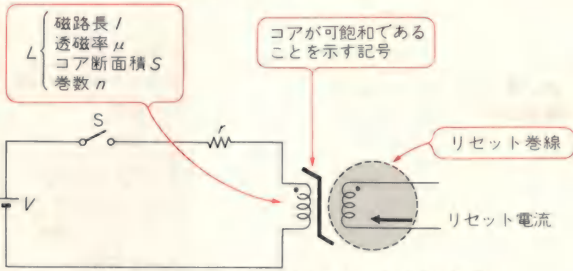 L { 磁路長 l
透磁率 μ
コア断面積 S
巻数 n
コアが可飽和である
ことを示す記号
リセット巻線
S
r
V
リセット電流